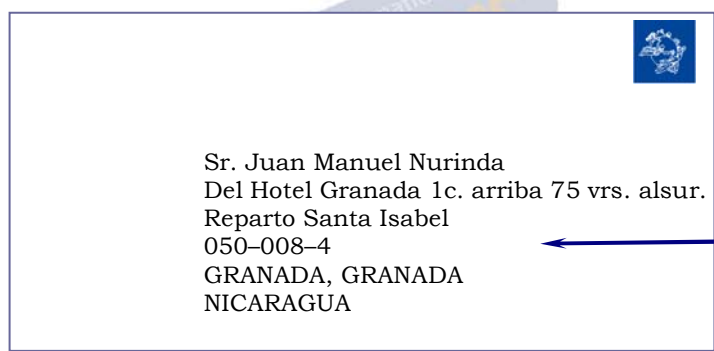 Sr. Juan Manuel Nurinda
Del Hotel Granada 1c. arriba 75 vrs. alsur.
Reparto Santa Isabel
050–008–4
GRANADA, GRANADA
NICARAGUA